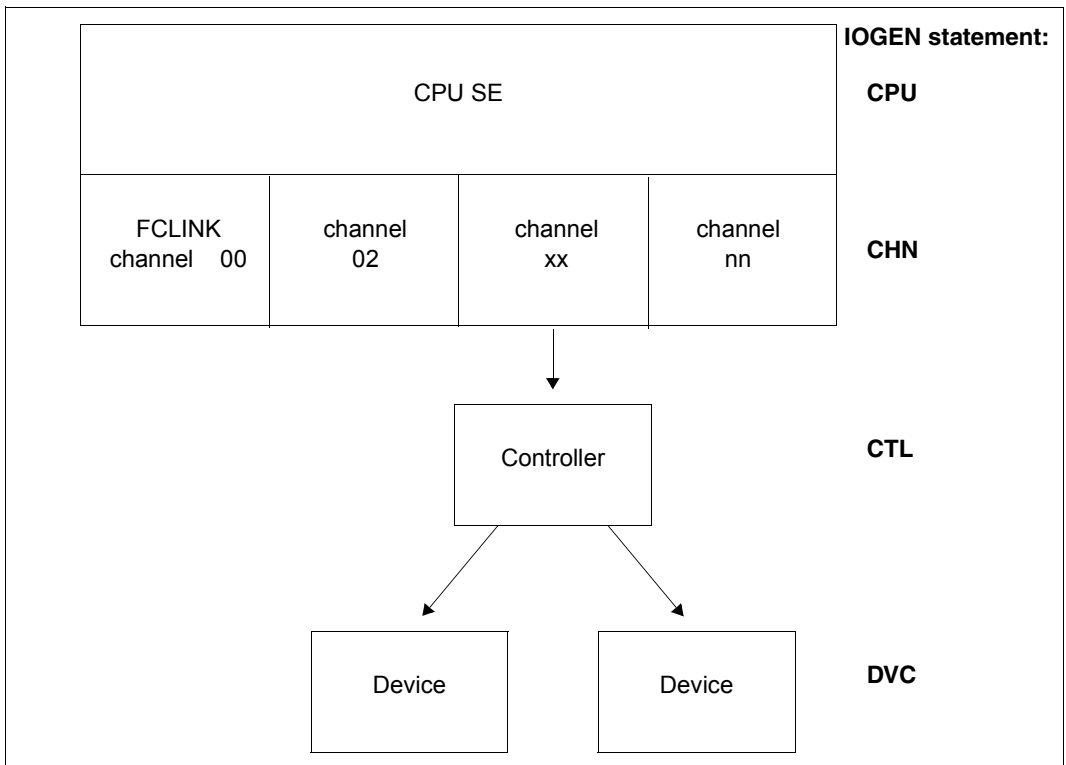 IOGEN statement:
CPU SE
CPU
FCLINK
channel 00
channel
02
channel
xx
channel
nn
CHN
Controller
CTL
Device
Device
DVC